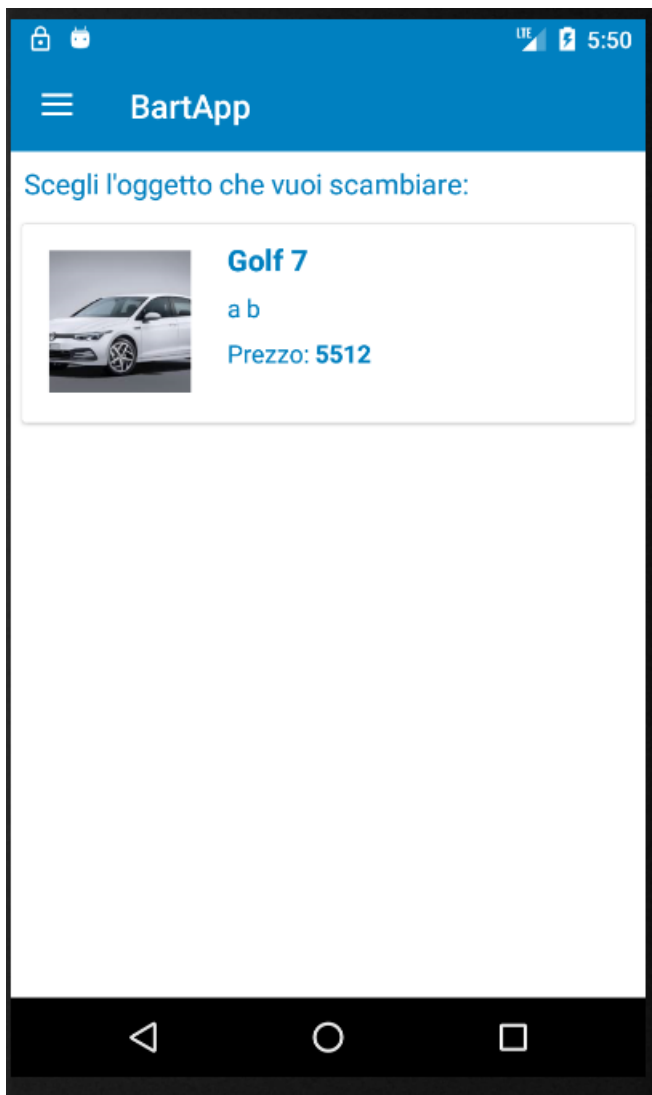 LTE 5:50
BartApp
Scegli l'oggetto che vuoi scambiare:
Golf 7
a b
Prezzo: 5512